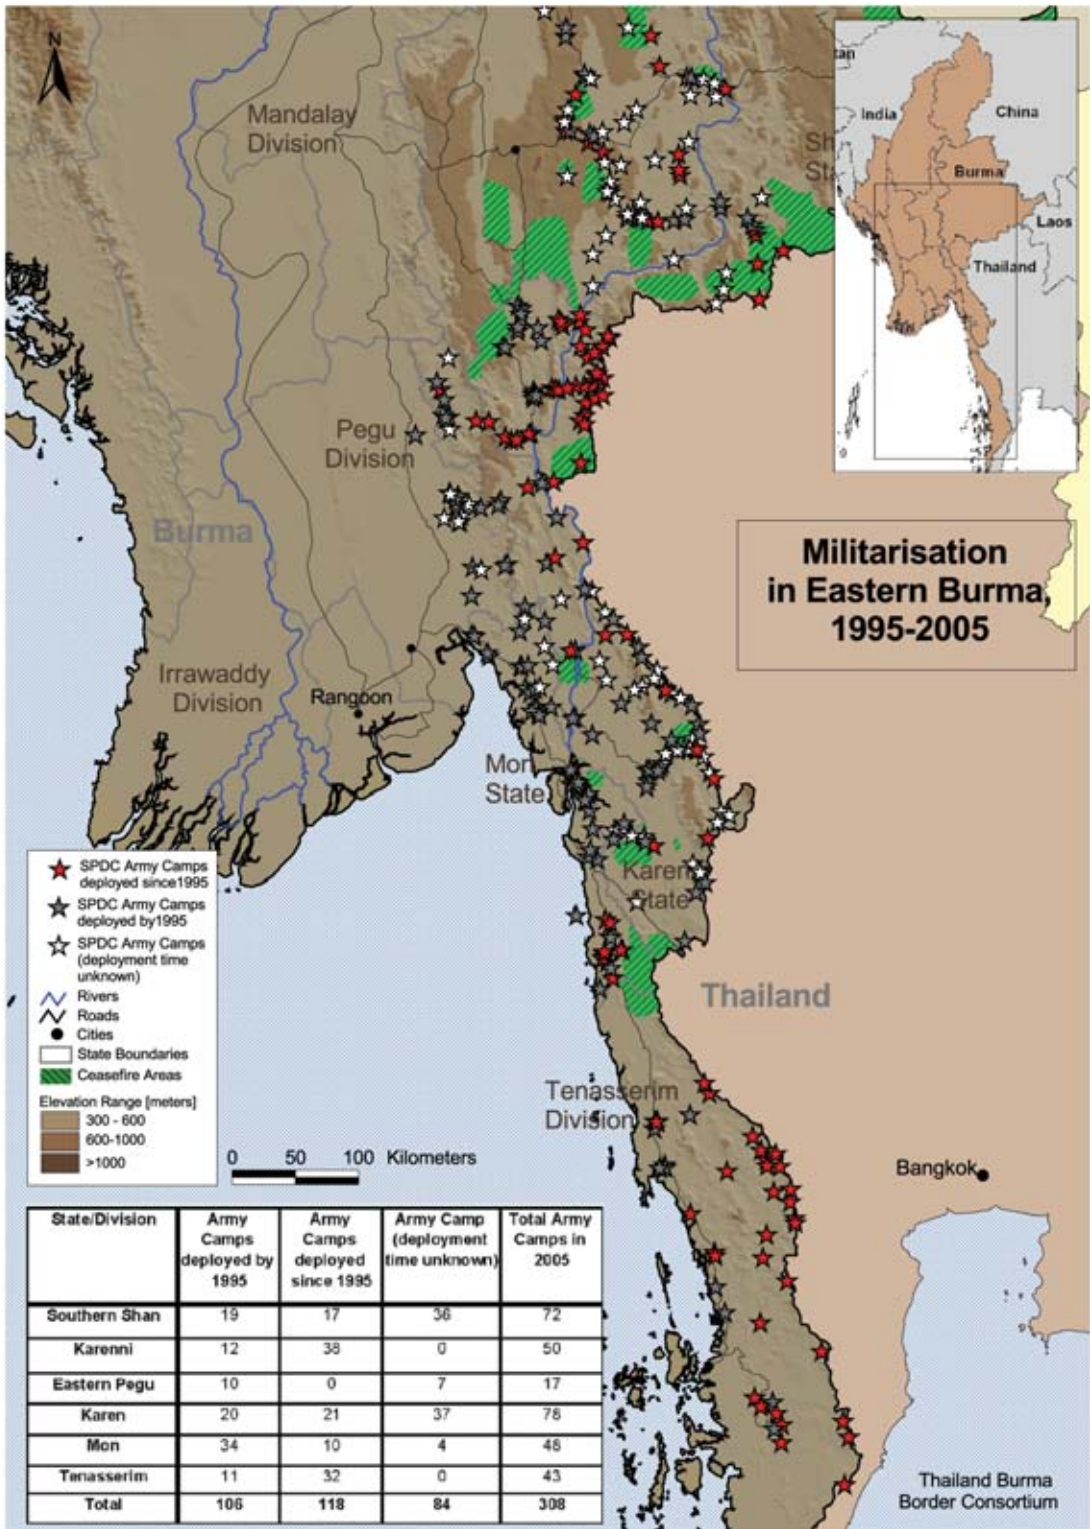 N
Mandalay
Division
Sh
Sta
tan
India
China
Burma
Laos
Thailand
Pegu
Division
Burma
Militarisation
in Eastern Burma,
1995-2005
Irrawaddy
Division
Rangoon
Mon
State
Karen
State
SPDC Army Camps
deployed since1995
SPDC Army Camps
deployed by1995
SPDC Army Camps
(deployment time
unknown)
Rivers
Roads
Cities
State Boundaries
Ceasefire Areas
Elevation Range [meters]
300 - 600
600-1000
>1000
Thailand
Tenasserim
Division
0 50 100 Kilometers
Bangkok
State/Division Army Camps deployed by 1995 Army Camps deployed since 1995 Army Camp (deployment time unknown) Total Army Camps in 2005
Southern Shan 19 17 36 72
Karenni 12 38 0 50
Eastern Pegu 10 0 7 17
Karen 20 21 37 78
Mon 34 10 4 48
Tenasserim 11 32 0 43
Total 106 118 84 308
Thailand Burma
Border Consortium